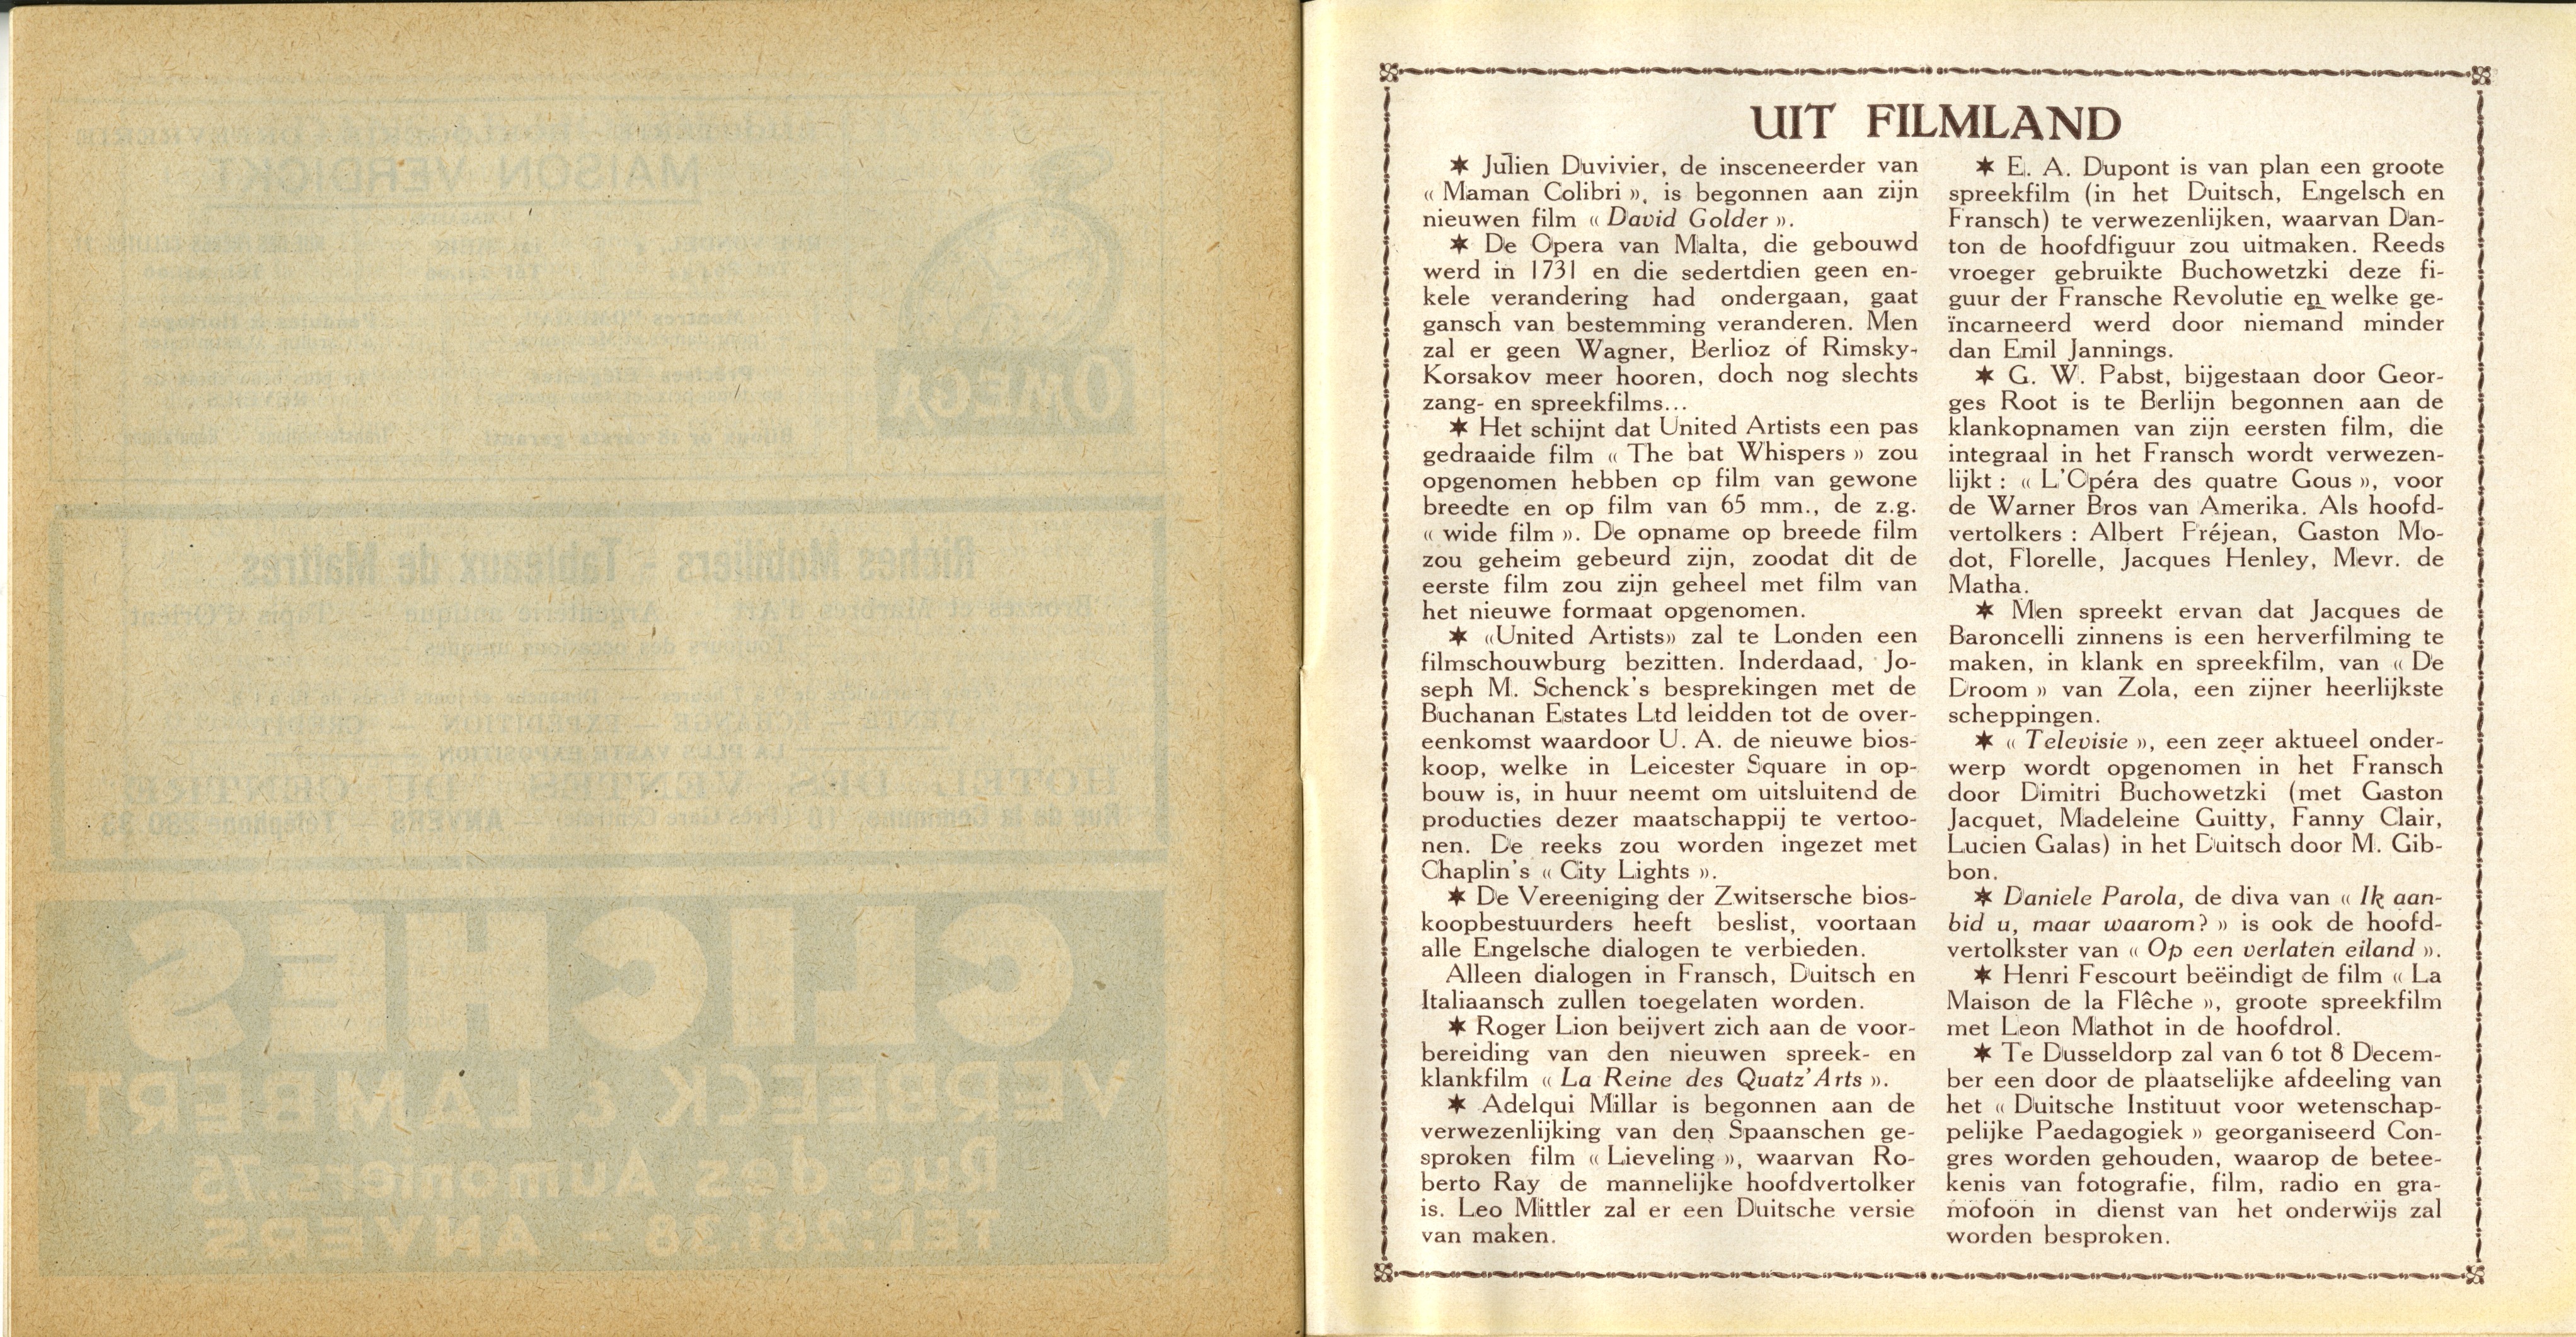 UIT FILMLAND
✶ Julien Duvivier, de insceneerder van
« Maman Colibri », is begonnen aan zijn
nieuwen film « David Golder ».
✶ De Opera van Malta, die gebouwd
werd in 1731 en die sedertdien geen en-
kele verandering had ondergaan, gaat
gansch van bestemming veranderen. Men
zal er geen Wagner, Berlioz of Rimsky-
Korsakov meer hooren, doch nog slechts
zang- en spreekfilms...
✶ Het schijnt dat United Artists een pas
gedraaide film « The bat Whispers » zou
opgenomen hebben op film van gewone
breedte en op film van 65 mm., de z.g.
« wide film ». De opname op breede film
zou geheim gebeurd zijn, zoodat dit de
eerste film zou zijn geheel met film van
het nieuwe formaat opgenomen.
✶ «United Artists» zal te Londen een
filmschouwburg bezitten. Inderdaad, Jo-
seph M. Schenck's besprekingen met de
Buchanan Estates Ltd leidden tot de over-
eenkomst waardoor U. A. de nieuwe bios-
koop, welke in Leicester Square in op-
bouw is, in huur neemt om uitsluitend de
producties dezer maatschappij te vertoo-
nen. De reeks zou worden ingezet met
Chaplin's « City Lights ».
✶ De Vereeniging der Zwitsersche bios-
koopbestuurders heeft beslist, voortaan
alle Engelsche dialogen te verbieden.
Alleen dialogen in Fransch, Duitsch en
Italiaansch zullen toegelaten worden.
✶ Roger Lion beijvert zich aan de voor-
bereiding van den nieuwen spreek- en
klankfilm « La Reine des Quatz'Arts ».
✶ Adelqui Millar is begonnen aan de
verwezenlijking van den Spaanschen ge-
sproken film « Lieveling », waarvan Ro-
berto Ray de mannelijke hoofdvertolker
is. Leo Mittler zal er een Duitsche versie
van maken.
✶ E. A. Dupont is van plan een groote
spreekfilm (in het Duitsch, Engelsch en
Fransch) te verwezenlijken, waarvan Dan-
ton de hoofdfiguur zou uitmaken. Reeds
vroeger gebruikte Buchowetzki deze fi-
guur der Fransche Revolutie en welke ge-
ïncarneerd werd door niemand minder
dan Emil Jannings.
✶ G. W. Pabst, bijgestaan door Geor-
ges Root is te Berlijn begonnen aan de
klankopnamen van zijn eersten film, die
integraal in het Fransch wordt verwezen-
lijkt : « L'Opéra des quatre Gous », voor
de Warner Bros van Amerika. Als hoofd-
vertolkers : Albert Fréjean, Gaston Mo-
dot, Florelle, Jacques Henley, Mevr. de
Matha.
✶ Men spreekt ervan dat Jacques de
Baroncelli zinnens is een herverfilming te
maken, in klank en spreekfilm, van « De
Droom » van Zola, een zijner heerlijkste
scheppingen.
✶ « Televisie », een zeer aktueel onder-
werp wordt opgenomen in het Fransch
door Dimitri Buchowetzki (met Gaston
Jacquet, Madeleine Guitty, Fanny Clair,
Lucien Galas) in het Duitsch door M. Gib-
bon.
✶ Daniele Parola, de diva van « Ik aan-
bid u, maar waarom? » is ook de hoofd-
vertolkster van « Op een verlaten eiland ».
✶ Henri Fescourt beëindigt de film « La
Maison de la Flêche », groote spreekfilm
met Leon Mathot in de hoofdrol.
✶ Te Dusseldorp zal van 6 tot 8 Decem-
ber een door de plaatselijke afdeeling van
het « Duitsche Instituut voor wetenschap-
pelijke Paedagogiek » georganiseerd Con-
gres worden gehouden, waarop de betee-
kenis van fotografie, film, radio en gra-
mofoon in dienst van het onderwijs zal
worden besproken.